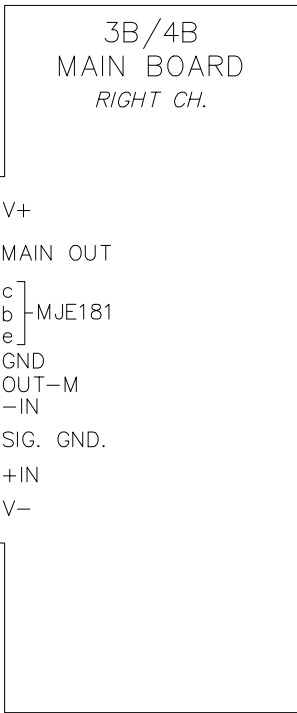 3B/4B
MAIN BOARD
RIGHT CH.
V+
MAIN OUT
c
b MJE181
e
GND
OUT-M
-IN
SIG. GND.
+IN
V-